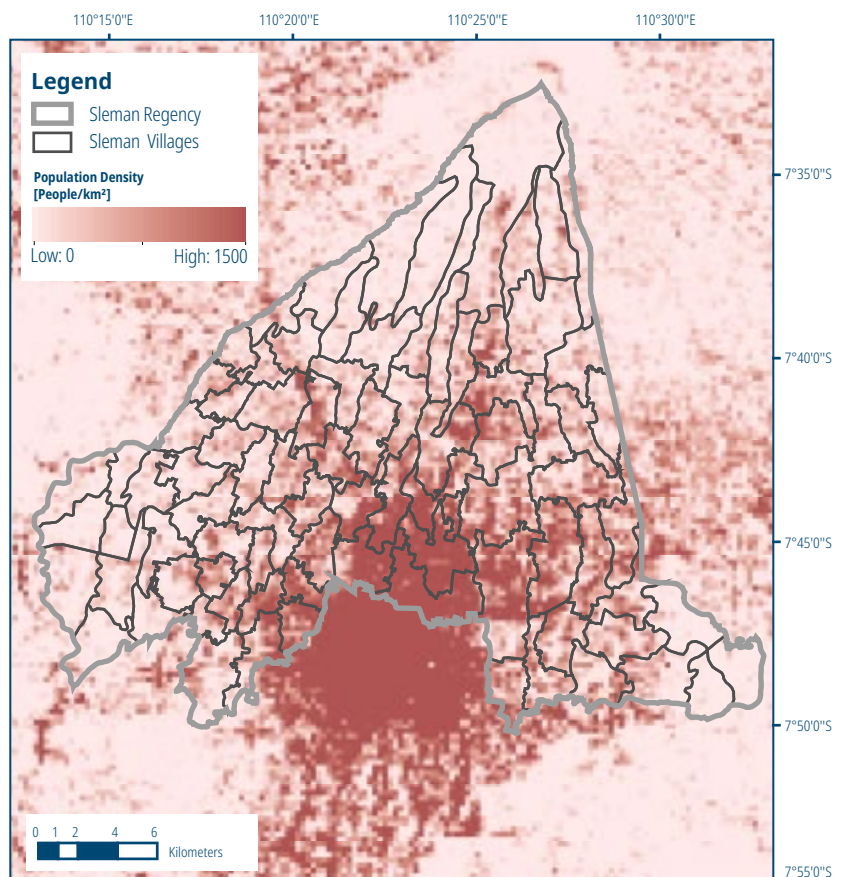 110°15'0"E 110°20'0"E 110°25'0"E 110°30'0"E
Legend
Sleman Regency
Sleman Villages
Population Density
[People/km²]
Low: 0 High: 1500
7°35'0"S
7°40'0"S
7°45'0"S
7°50'0"S
7°55'0"S
0 1 2 4 6
Kilometers